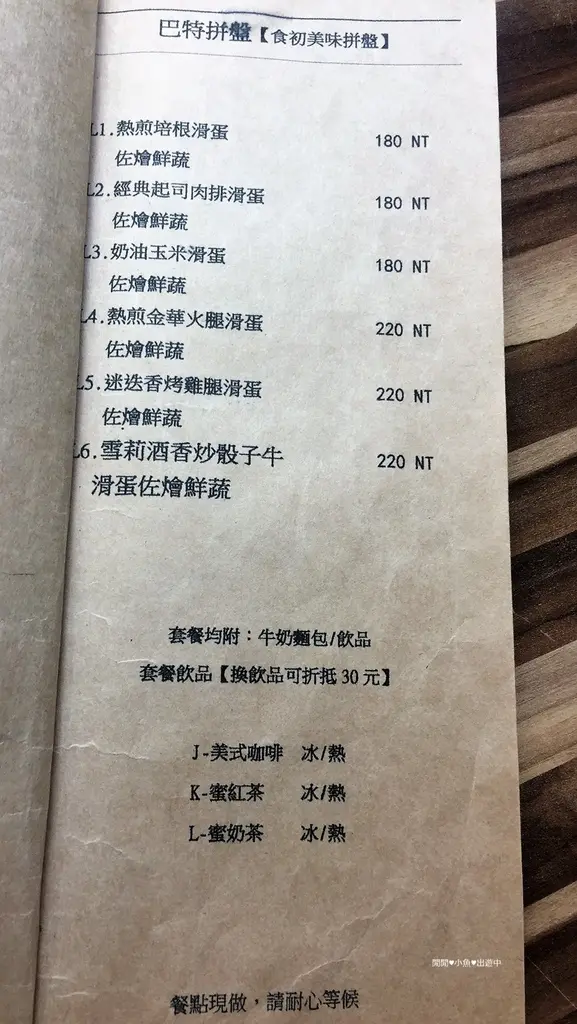 巴特拼盤【食初美味拼盤】
L1.熱煎培根滑蛋 180 NT
佐燴鮮蔬
L2.經典起司肉排滑蛋 180 NT
佐燴鮮蔬
L3.奶油玉米滑蛋 180 NT
佐燴鮮蔬
L4.熱煎金華火腿滑蛋 220 NT
佐燴鮮蔬
L5.迷迭香烤雞腿滑蛋 220 NT
佐燴鮮蔬
L6.雪莉酒香炒骰子牛 220 NT
滑蛋佐燴鮮蔬
套餐均附：牛奶麵包/飲品
套餐飲品【換飲品可折抵 30 元】
J-美式咖啡 冰/熱
K-蜜紅茶 冰/熱
L-蜜奶茶 冰/熱
閒閒♥小魚♥出遊中
餐點現做，請耐心等候